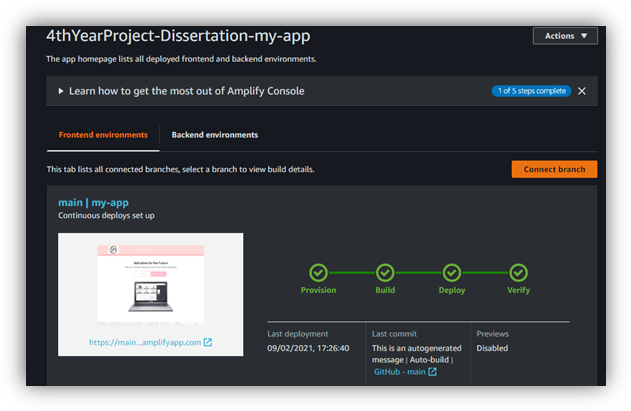 4thYearProject-Dissertation-my-app
Actions
The app homepage lists all deployed frontend and backend environments.
Learn how to get the most out of Amplify Console
1 of 5 steps complete
Frontend environments
Backend environments
This tab lists all connected branches, select a branch to view build details.
Connect branch
main | my-app
Continuous deploys set up
Aplication for the Future
https://main...amplifyapp.com
Provision
Build
Deploy
Verify
Last deployment
09/02/2021, 17:26:40
Last commit
This is an autogenerated
message | Auto-build |
GitHub - main
Previews
Disabled